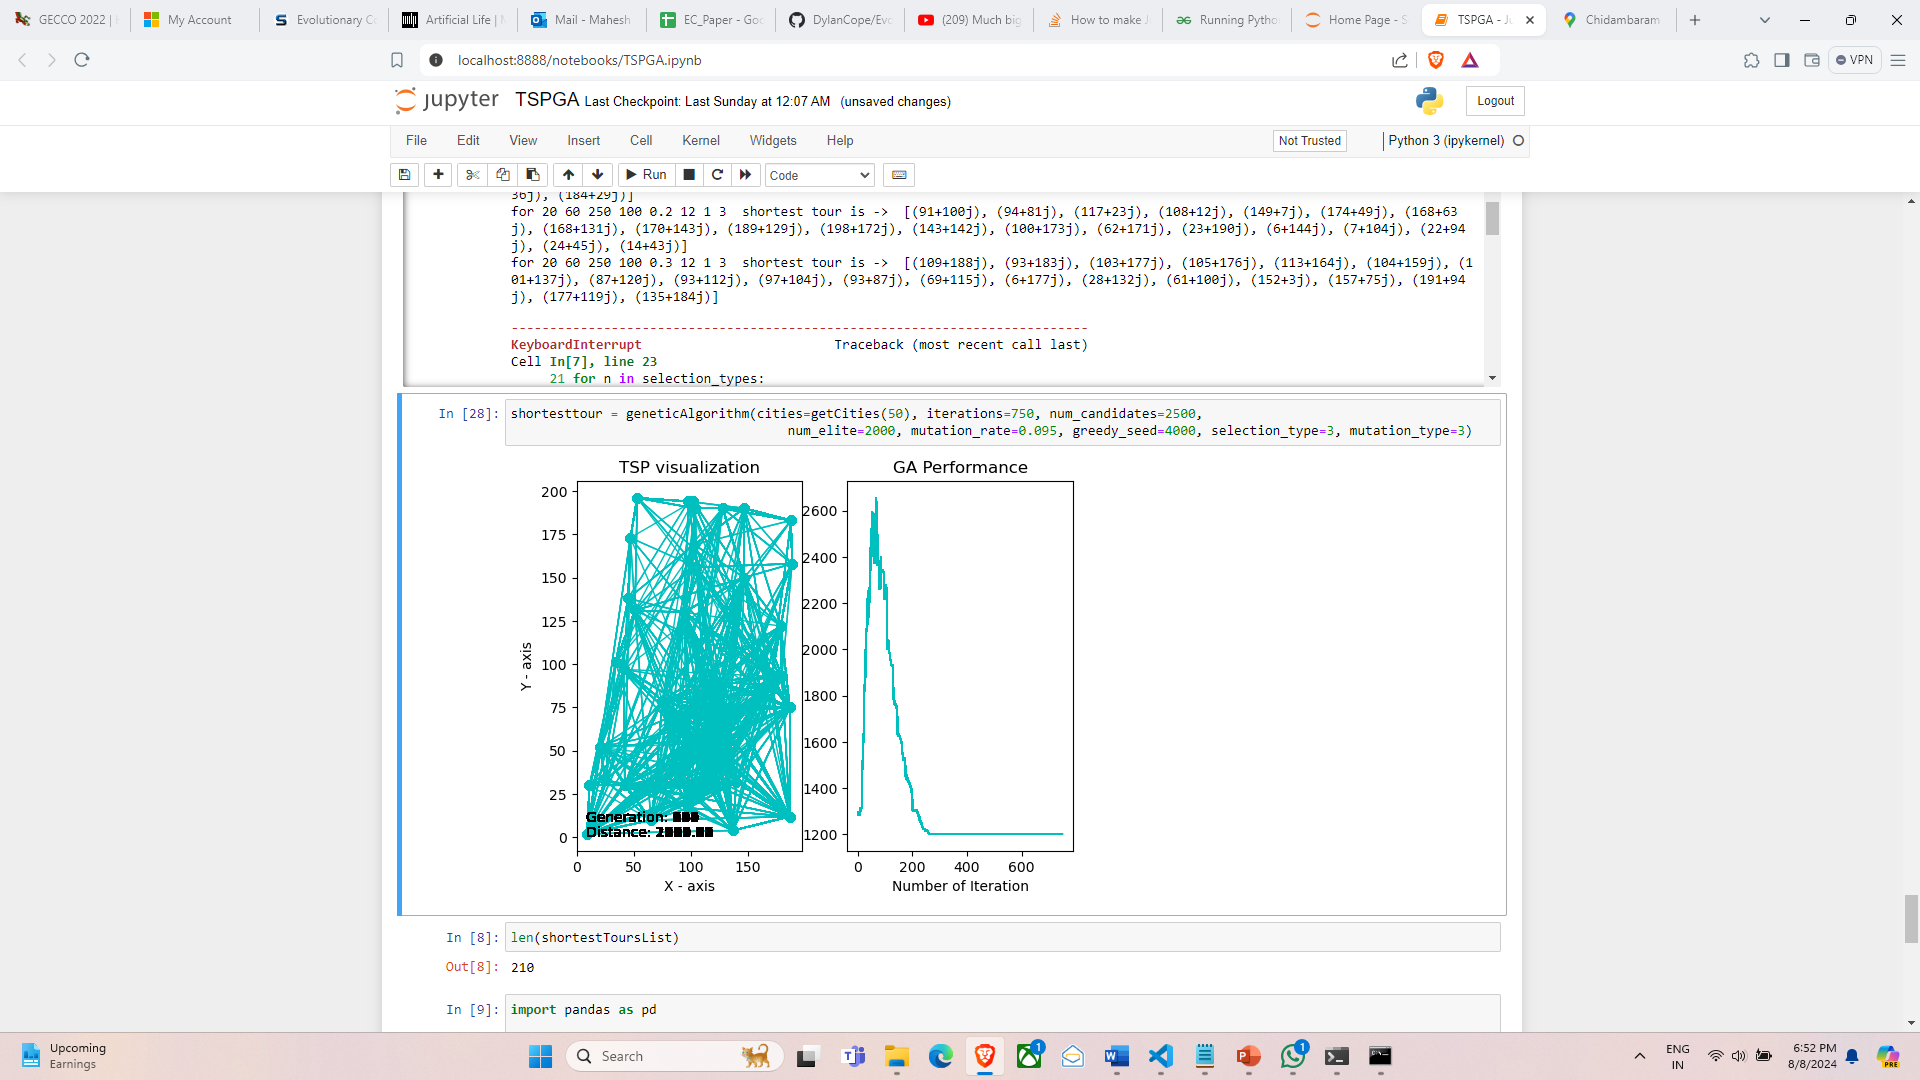 GECCO 2022 |
My Account
Evolutionary Co
Artificial Life | M
Mail - Mahesh
EC_Paper - Goo
DylanCope/Evo
(209) Much big
How to make J
Running Pytho
Home Page - S
TSPGA - Ju
Chidambaram
localhost:8888/notebooks/TSPGA.ipynb
VPN
jupyter TSPGA Last Checkpoint: Last Sunday at 12:07 AM (unsaved changes)
Logout
File Edit View Insert Cell Kernel Widgets Help
Not Trusted
Python 3 (ipykernel)
Run
Code
36j), (184+29j)]
for 20 60 250 100 0.2 12 1 3  shortest tour is ->  [(91+100j), (94+81j), (117+23j), (108+12j), (149+7j), (174+49j), (168+63
j), (168+131j), (170+143j), (189+129j), (198+172j), (143+142j), (100+173j), (62+171j), (23+190j), (6+144j), (7+104j), (22+94
j), (24+45j), (14+43j)]
for 20 60 250 100 0.3 12 1 3  shortest tour is ->  [(109+188j), (93+183j), (103+177j), (105+176j), (113+164j), (104+159j), (1
01+137j), (87+120j), (93+112j), (97+104j), (93+87j), (69+115j), (6+177j), (28+132j), (61+100j), (152+3j), (157+75j), (191+94
j), (177+119j), (135+184j)]
---------------------------------------------------------------------------
KeyboardInterrupt                         Traceback (most recent call last)
Cell In[7], line 23
21 for n in selection_types:
In [28]: shortesttour = geneticAlgorithm(cities=getCities(50), iterations=750, num_candidates=2500,
num_elite=2000, mutation_rate=0.095, greedy_seed=4000, selection_type=3, mutation_type=3)
TSP visualization
200
175
150
125
100
75
50
25
0
Y - axis
Generation:
Distance:
0 50 100 150
X - axis
GA Performance
2600
2400
2200
2000
1800
1600
1400
1200
0 200 400 600
Number of Iteration
In [8]: len(shortestToursList)
Out[8]: 210
In [9]: import pandas as pd
Upcoming
Earnings
Search
1
1
ENG
IN
6:52 PM
8/8/2024
PRE